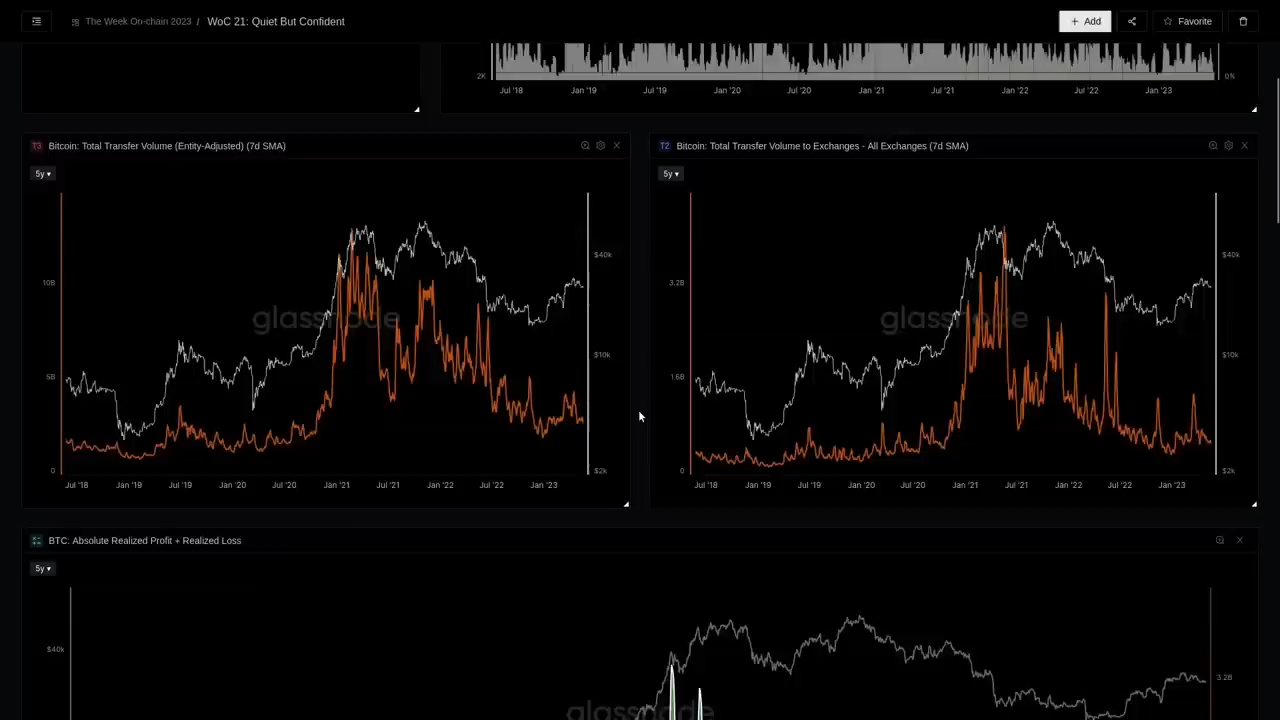 The Week On-chain 2023 / WoC 21: Quiet But Confident
+ Add
Favorite
2K
0%
Jul '18 Jan '19 Jul '19 Jan '20 Jul '20 Jan '21 Jul '21 Jan '22 Jul '22 Jan '23
T3 Bitcoin: Total Transfer Volume (Entity-Adjusted) (7d SMA)
5y
10B
5B
0
$40k
$10k
$2k
glassnode
Jul '18 Jan '19 Jul '19 Jan '20 Jul '20 Jan '21 Jul '21 Jan '22 Jul '22 Jan '23
T2 Bitcoin: Total Transfer Volume to Exchanges - All Exchanges (7d SMA)
5y
3.2B
1.6B
0
$40k
$10k
$2k
glassnode
Jul '18 Jan '19 Jul '19 Jan '20 Jul '20 Jan '21 Jul '21 Jan '22 Jul '22 Jan '23
BTC: Absolute Realized Profit + Realized Loss
5y
$40k
3.2B
glassnode